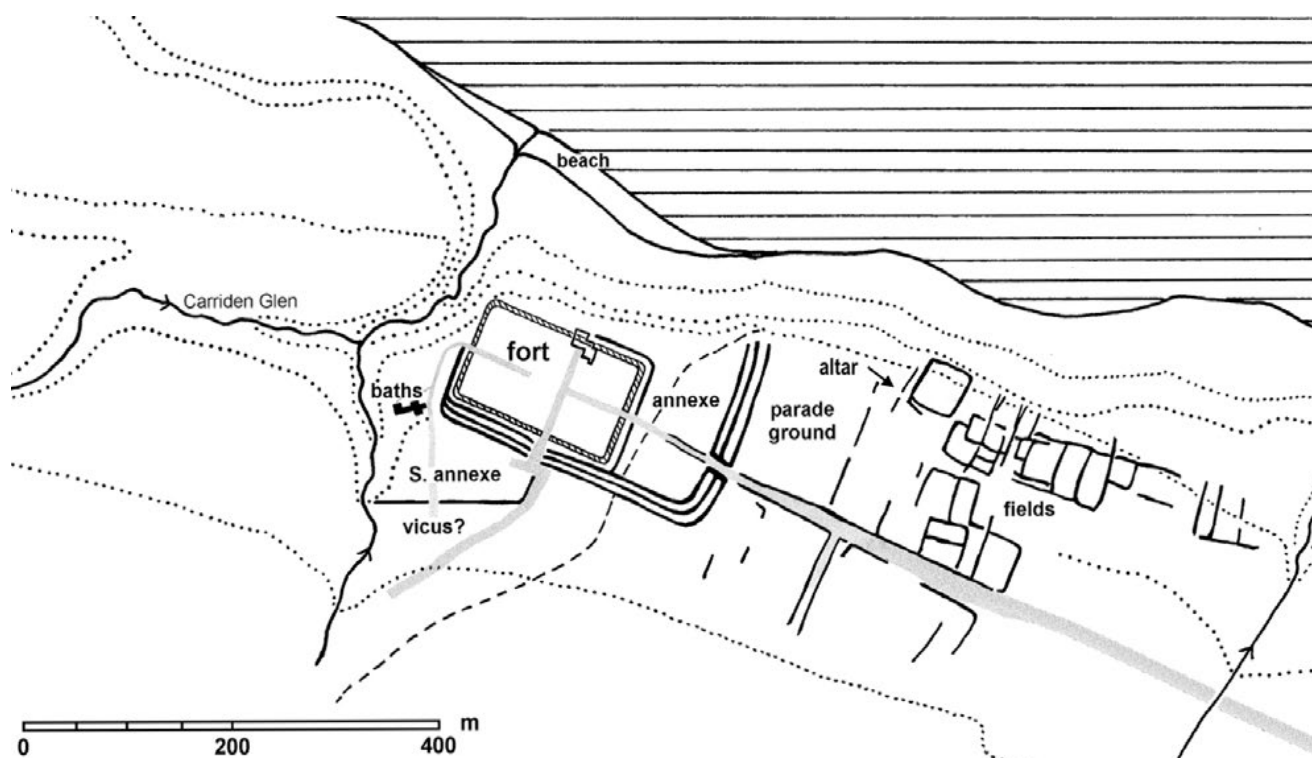 beach
Carriden Glen
fort
baths
annexe
altar
parade
ground
S. annexe
vicus?
fields
m
0 200 400